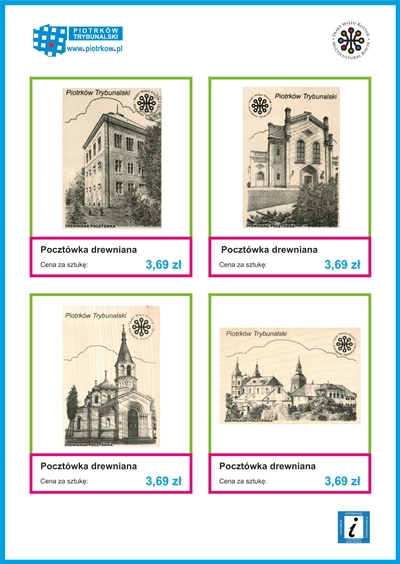 PIOTRKÓW
TRYBUNALSKI
www.piotrkow.pl
TRAKT WIELU KULTUR
MULTICULTURAL ROUTE
Piotrków Trybunalski
DREWNIANA POCZTÓWKA
Pocztówka drewniana
Cena za sztukę: 3,69 zł
Piotrków Trybunalski
DREWNIANA POCZTÓWKA
Pocztówka drewniana
Cena za sztukę: 3,69 zł
Piotrków Trybunalski
DREWNIANA POCZTÓWKA
Pocztówka drewniana
Cena za sztukę: 3,69 zł
Piotrków Trybunalski
DREWNIANA POCZTÓWKA
Pocztówka drewniana
Cena za sztukę: 3,69 zł
i